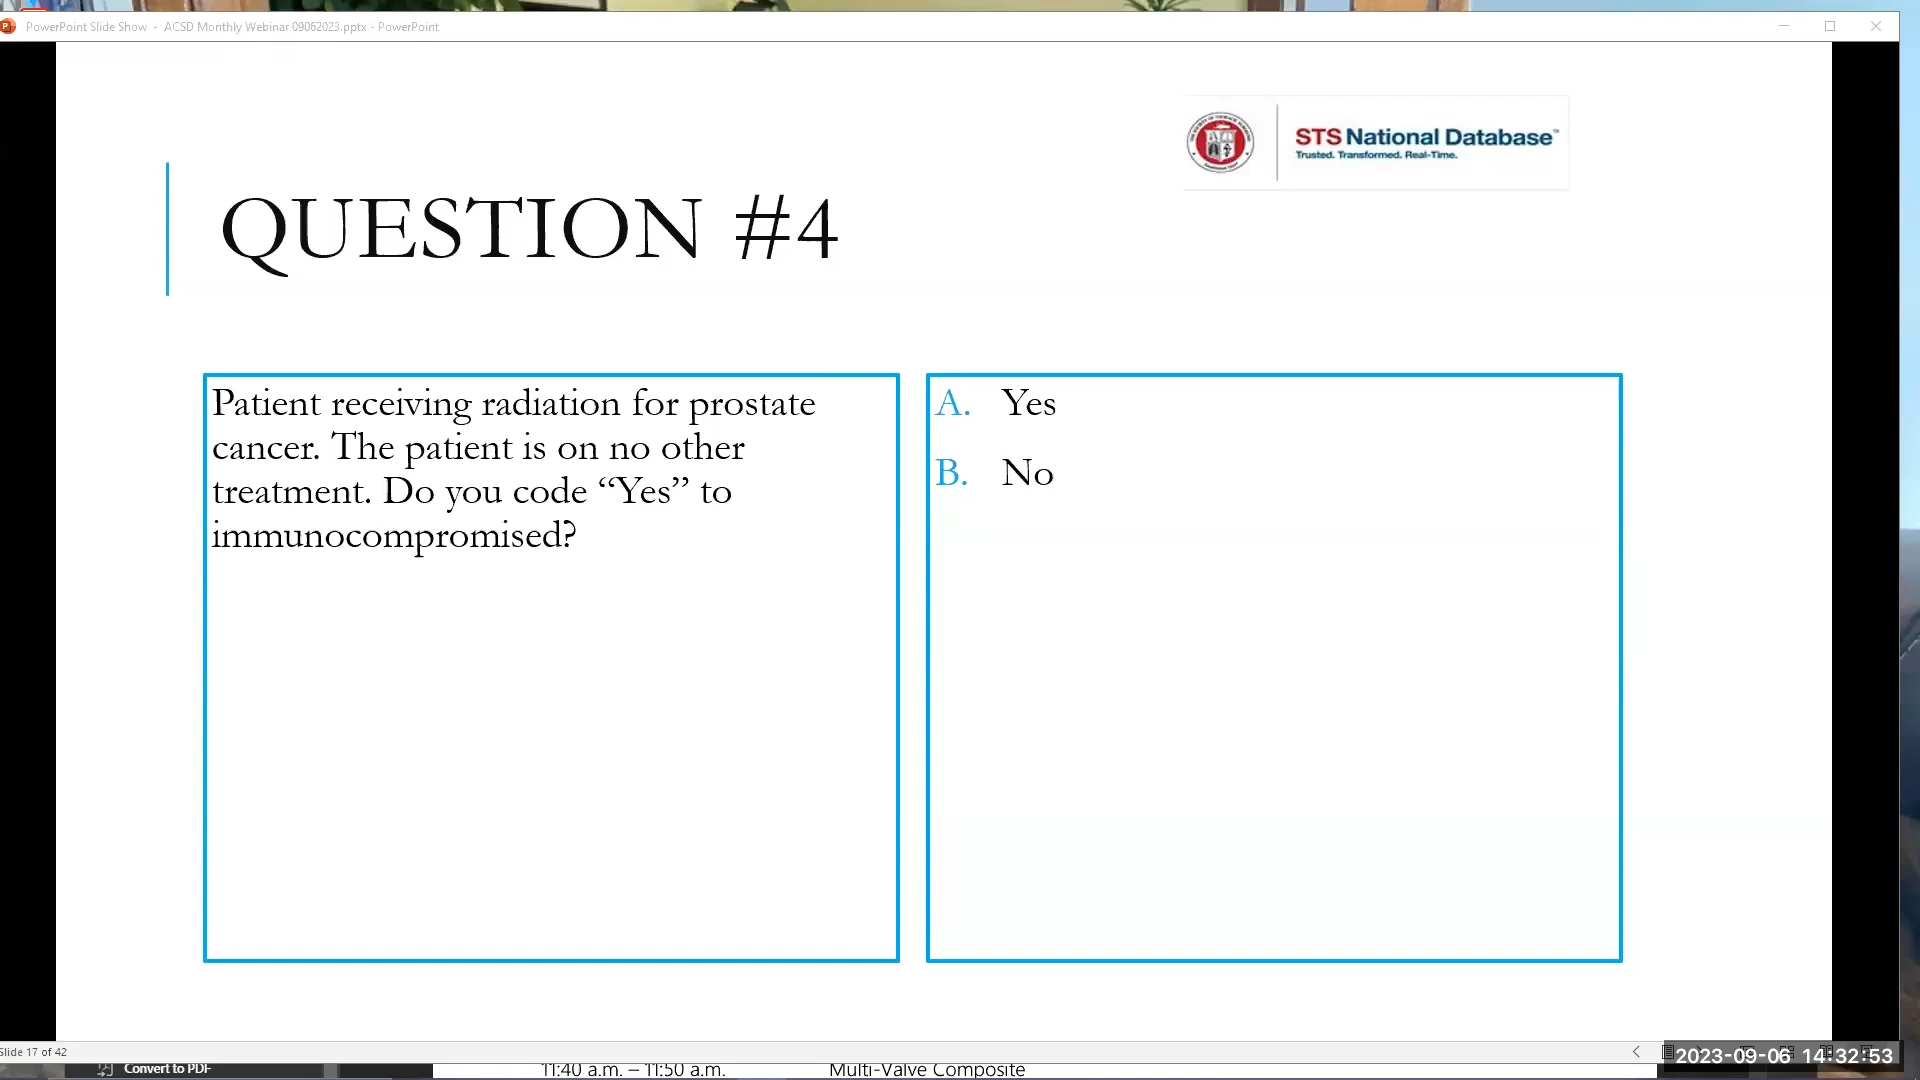 PowerPoint Slide Show - ACSD Monthly Webinar 09062023.pptx - PowerPoint
STS National Database™
Trusted. Transformed. Real-Time.
QUESTION #4
Patient receiving radiation for prostate
cancer. The patient is on no other
treatment. Do you code “Yes” to
immunocompromised?
A. Yes
B. No
Slide 17 of 42
2023-09-06 14:32:53
Convert to PDF
11:40 a.m. – 11:50 a.m. Multi-Valve Composite